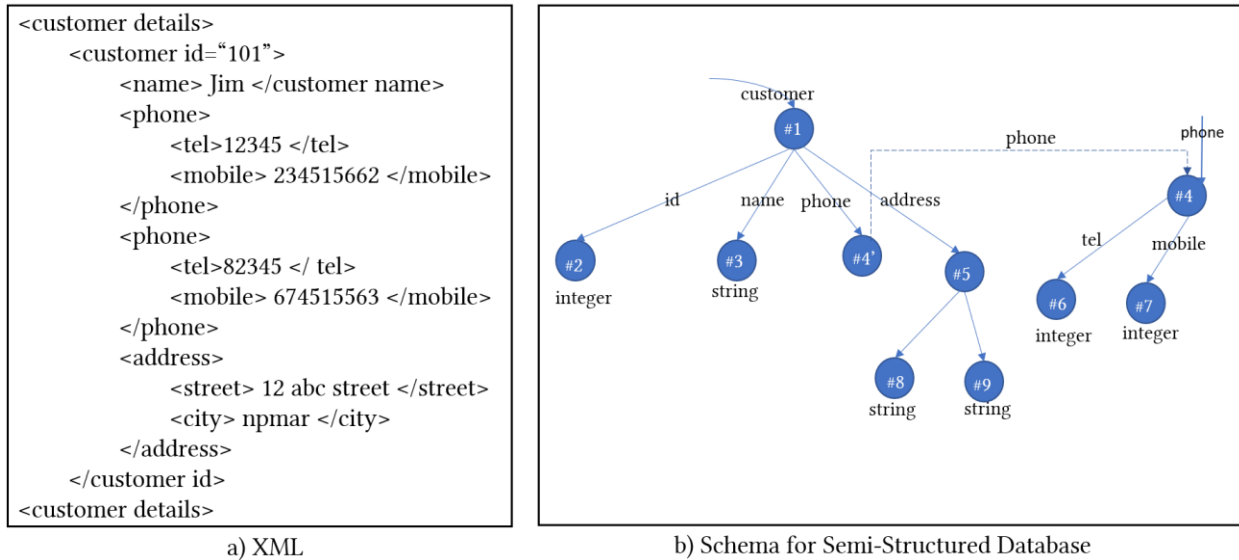 <customer details>
<customer id=“101”>
<name> Jim </customer name>
<phone>
<tel>12345 </tel>
<mobile> 234515662 </mobile>
</phone>
<phone>
<tel>82345 </ tel>
<mobile> 674515563 </mobile>
</phone>
<address>
<street> 12 abc street </street>
<city> npmar </city>
</address>
</customer id>
<customer details>
a) XML
customer
#1
phone
phone
id
name
phone
address
#4
#2
#3
#4’
#5
tel
mobile
integer
string
#6
#7
integer
integer
#8
#9
string
string
b) Schema for Semi-Structured Database